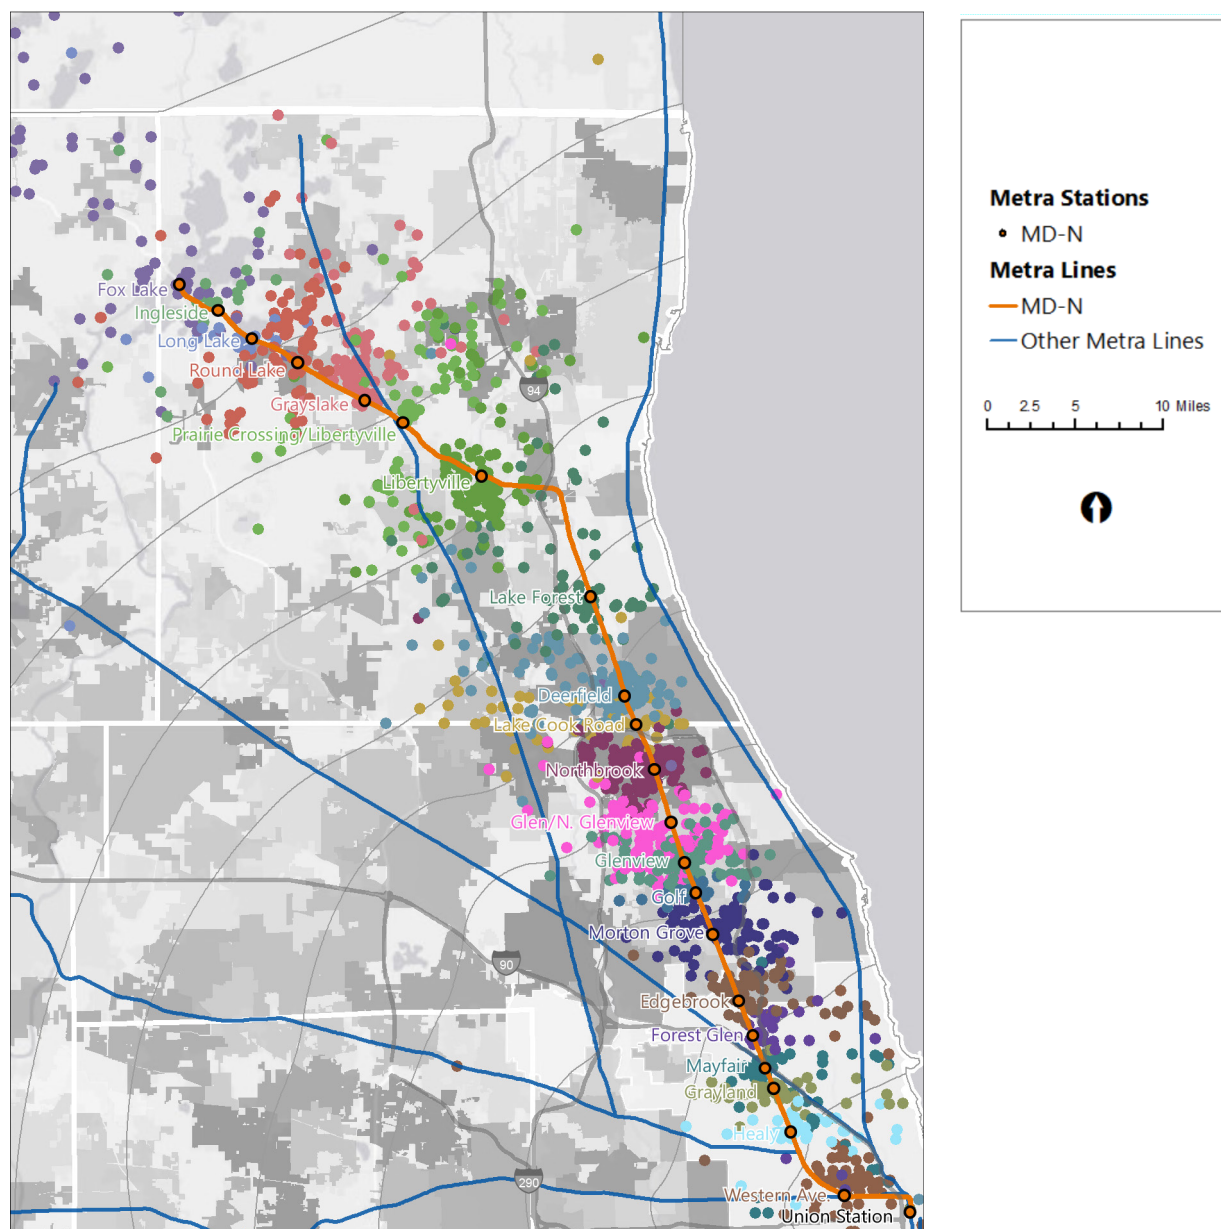 Fox Lake
Ingleside
Long Lake
Round Lake
Grayslake
Prairie Crossing/Libertyville
Libertyville
94
Lake Forest
Deerfield
Lake Cook Road
Northbrook
Glen/N. Glenview
Glenview
Golf
Morton Grove
90
Edgebrook
Forest Glen
Mayfair
Grayland
Healy
290
Western Ave.
Union Station
Metra Stations
MD-N
Metra Lines
MD-N
Other Metra Lines
0 2.5 5 10 Miles